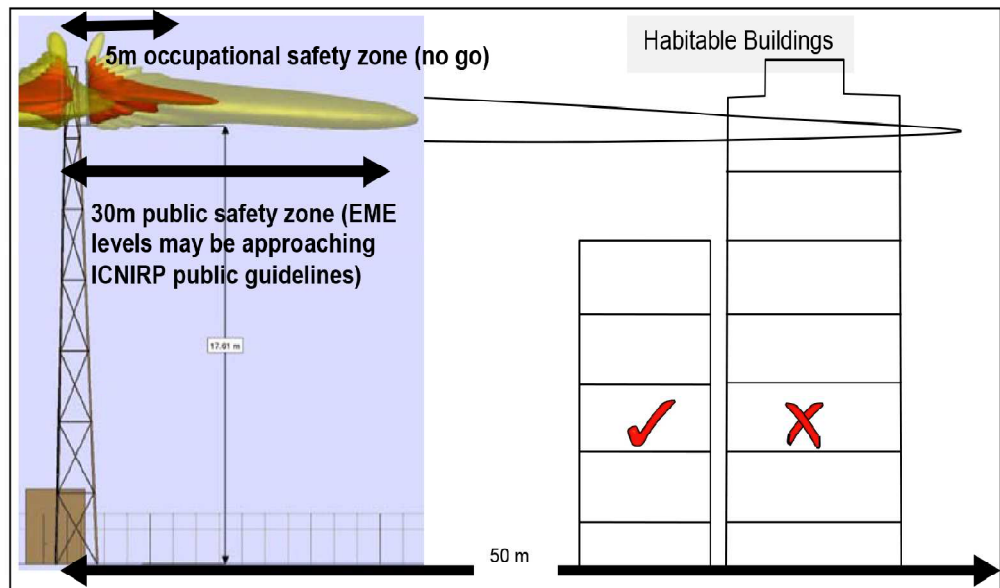 5m occupational safety zone (no go)
Habitable Buildings
30m public safety zone (EME
levels may be approaching
ICNIRP public guidelines)
17.61 m
50 m